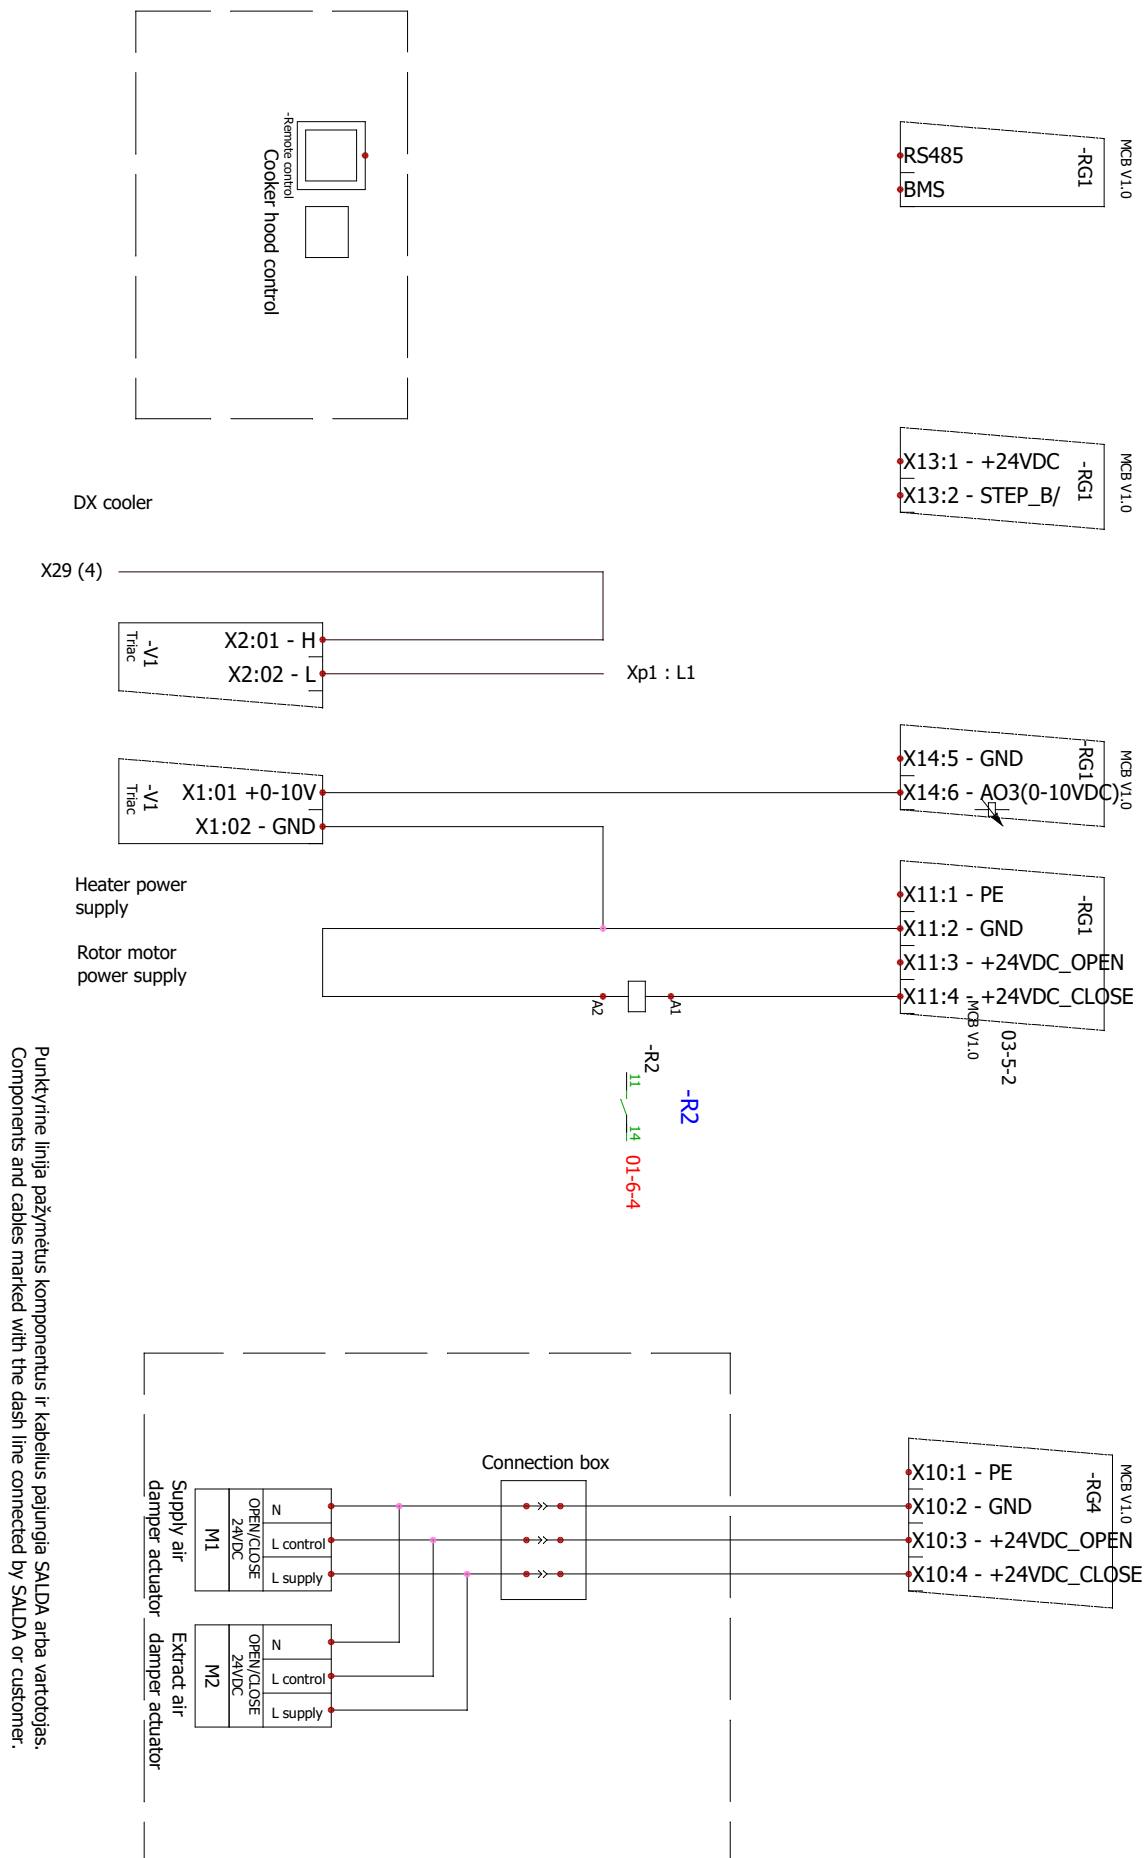 -Remote control
Cooker hood control
MCB V1.0
-RG1
RS485
BMS
MCB V1.0
-RG1
X13:1 - +24VDC
X13:2 - STEP_B/
DX cooler
X29 (4)
-V1
Triac
X2:01 - H
X2:02 - L
Xp1 : L1
-V1
Triac
X1:01 +0-10V
X1:02 - GND
MCB V1.0
-RG1
X14:5 - GND
X14:6 - AO3(0-10VDC)
Heater power
supply
Rotor motor
power supply
-RG1
X11:1 - PE
X11:2 - GND
X11:3 - +24VDC_OPEN
X11:4 - +24VDC_CLOSE
MCB V1.0
03-5-2
A2
A1
-R2
-R2
11
14
01-6-4
Punktyrine linija pažymėtus komponentus ir kabelius pajungia SALDA arba vartotojas.
Components and cables marked with the dash line connected by SALDA or customer.
Connection box
MCB V1.0
-RG4
X10:1 - PE
X10:2 - GND
X10:3 - +24VDC_OPEN
X10:4 - +24VDC_CLOSE
Supply air
damper actuator
M1
OPEN/CLOSE
24VDC
N
L control
L supply
Extract air
damper actuator
M2
OPEN/CLOSE
24VDC
N
L control
L supply